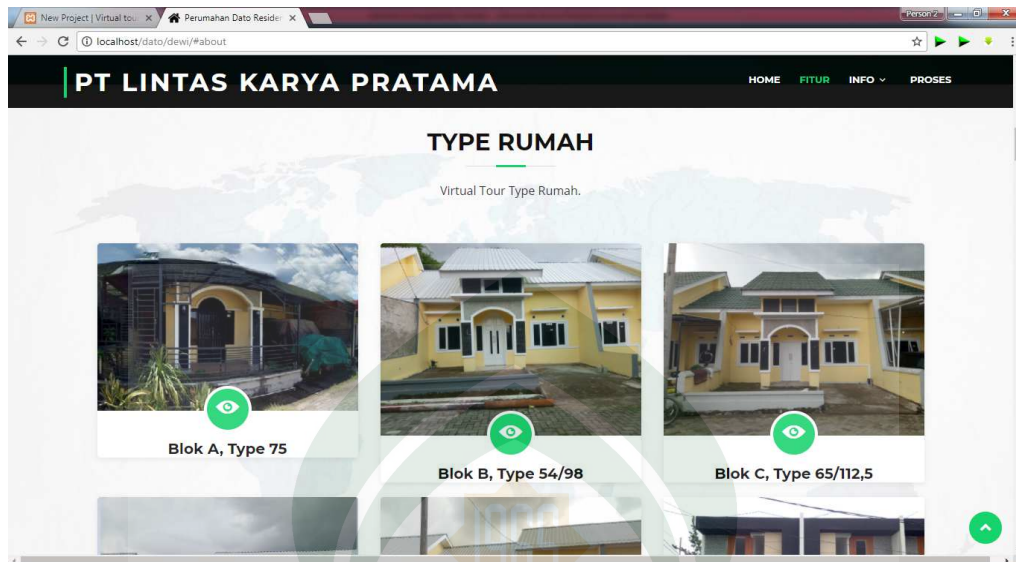 New Project | Virtual tou
Perumahan Dato Residen
Person 2
localhost/dato/dewi/#about
PT LINTAS KARYA PRATAMA
HOME FITUR INFO PROSES
TYPE RUMAH
Virtual Tour Type Rumah.
Blok A, Type 75
Blok B, Type 54/98
Blok C, Type 65/112,5